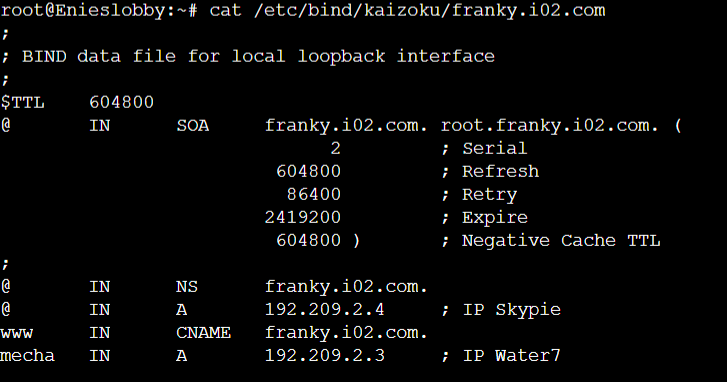 root@Enieslobby:~# cat /etc/bind/kaizoku/franky.i02.com
;
; BIND data file for local loopback interface
;
$TTL    604800
@       IN      SOA     franky.i02.com. root.franky.i02.com. (
                              2         ; Serial
                         604800         ; Refresh
                          86400         ; Retry
                        2419200         ; Expire
                         604800 )       ; Negative Cache TTL
;
@       IN      NS      franky.i02.com.
@       IN      A       192.209.2.4     ; IP Skypie
www     IN      CNAME   franky.i02.com.
mecha   IN      A       192.209.2.3     ; IP Water7